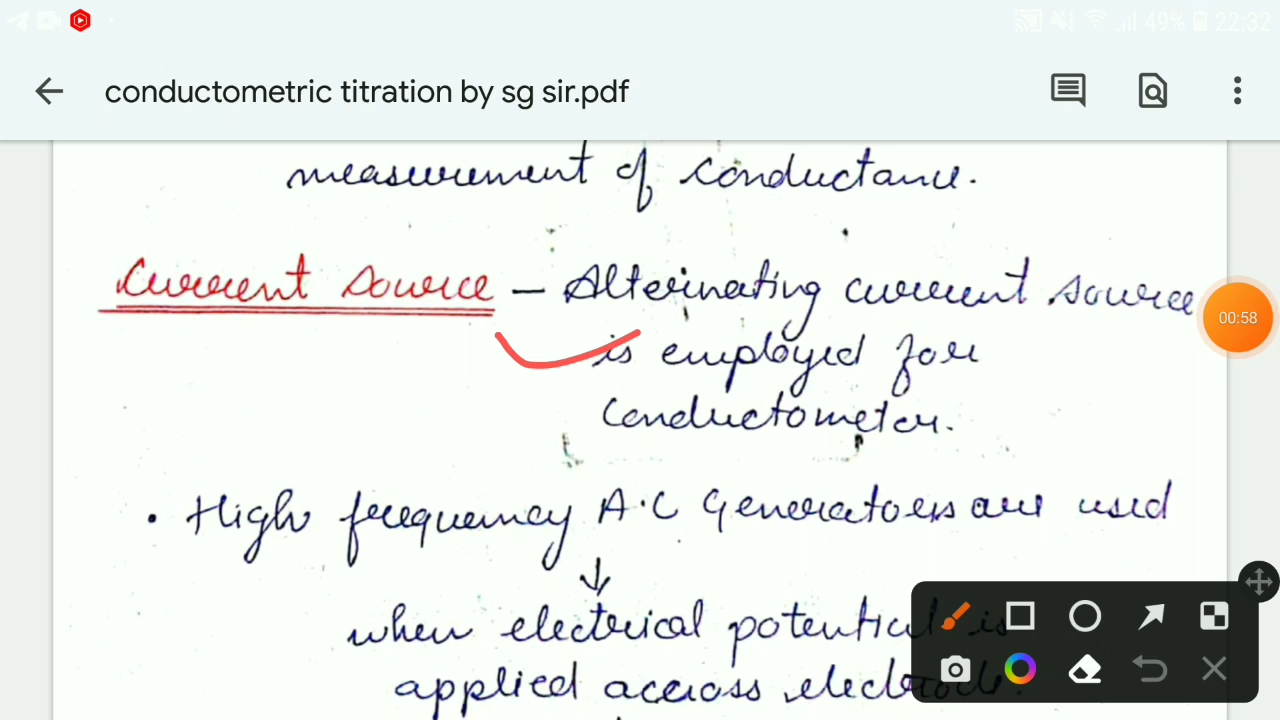 49% 22:32
conductometric titration by sg sir.pdf
measurement of conductance.
Current source — Alternating current source
00:58
is employed for
conductometer.
• High frequency A.C Generators are used
↓
when electrical potential is
applied across electrode.